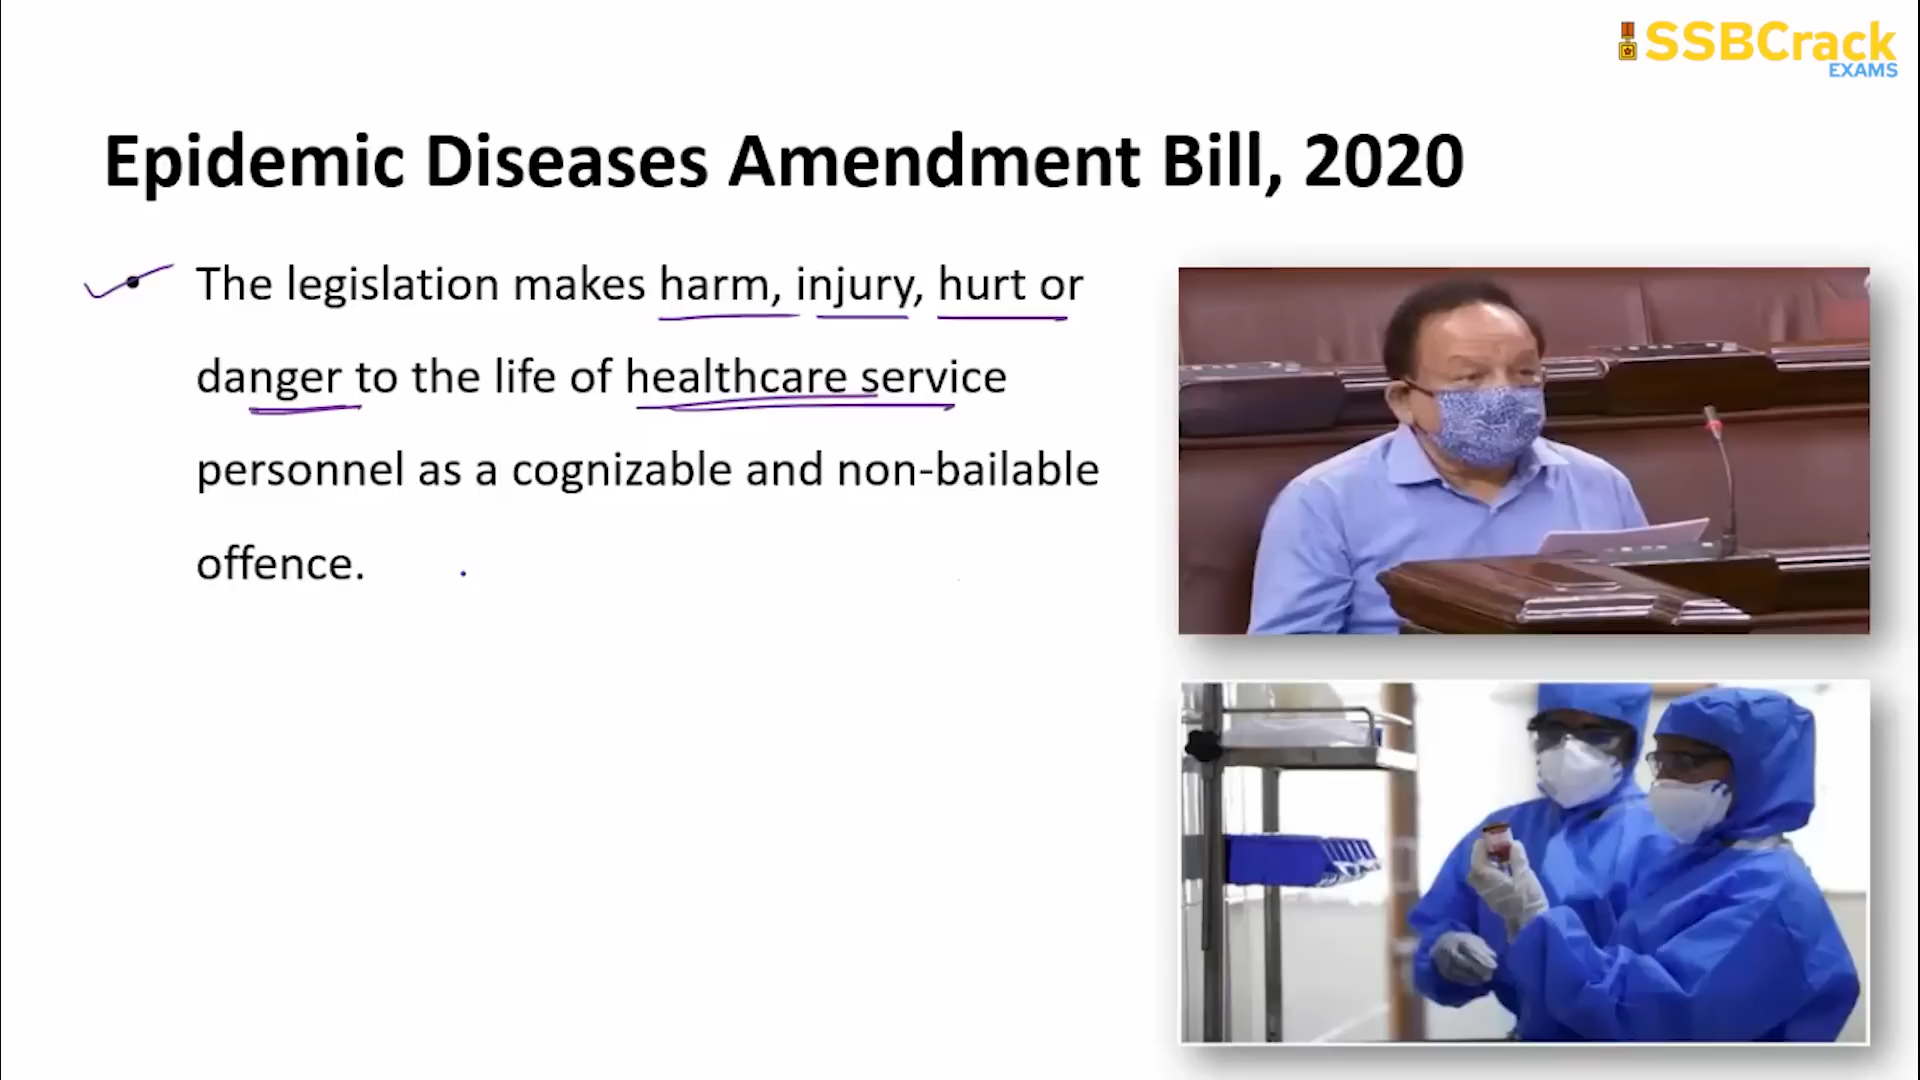 SSBCrack
EXAMS
Epidemic Diseases Amendment Bill, 2020
• The legislation makes harm, injury, hurt or
danger to the life of healthcare service
personnel as a cognizable and non-bailable
offence.